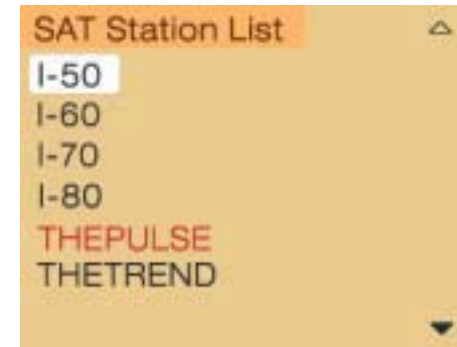 SAT Station List
I-50
I-60
I-70
I-80
THEPULSE
THETREND